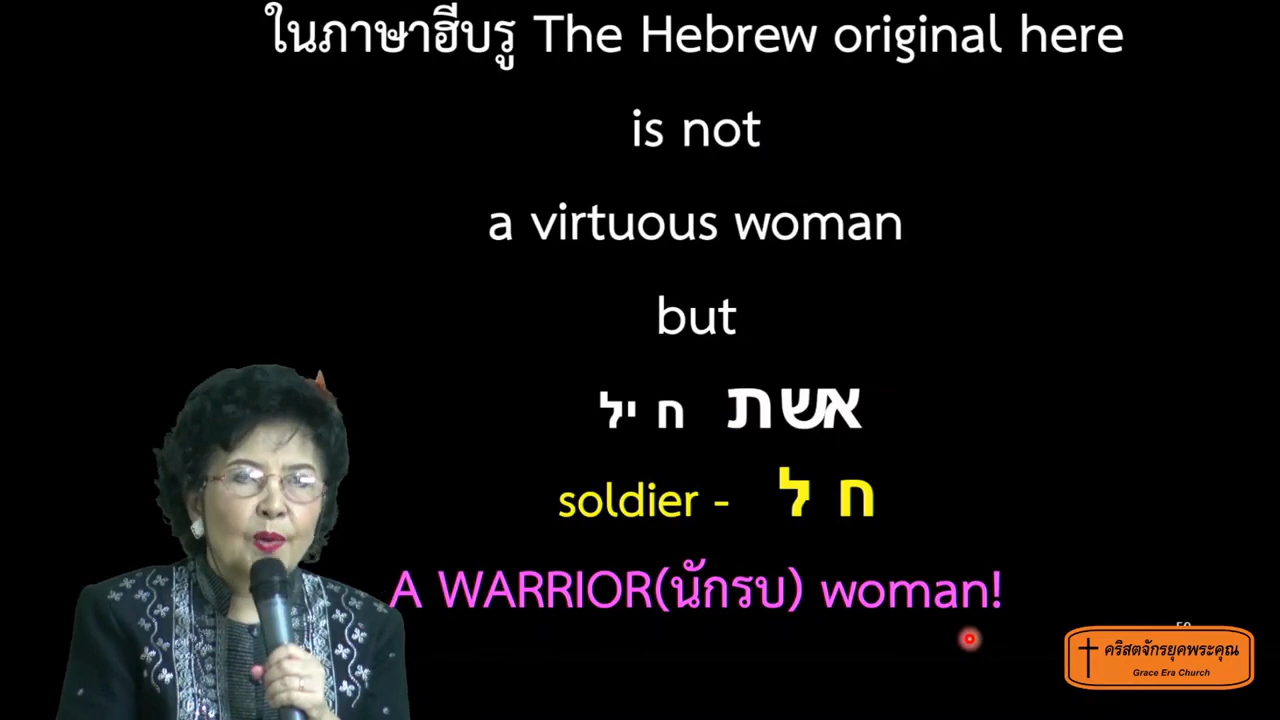 ในภาษาฮีบรู The Hebrew original here
is not
a virtuous woman
but
אשת ח יל
soldier - ח ל
A WARRIOR(นักรบ) woman!
คริสตจักรยุคพระคุณ
Grace Era Church